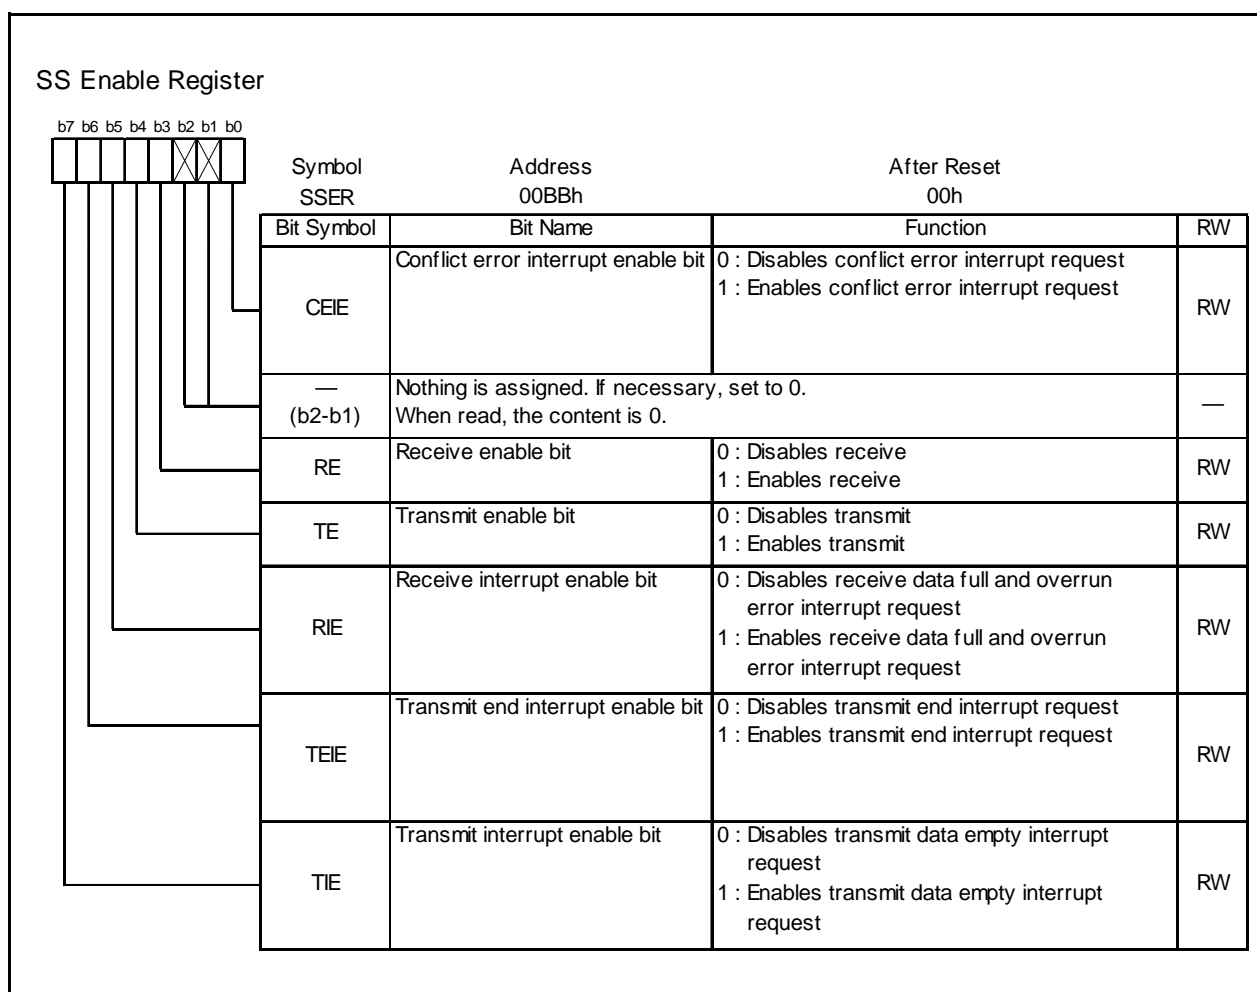 SS Enable Register
b7 b6 b5 b4 b3 b2 b1 b0
Symbol Address After Reset
SSER 00BBh 00h
Bit Symbol Bit Name Function RW
CEIE Conflict error interrupt enable bit 0 : Disables conflict error interrupt request
1 : Enables conflict error interrupt request
RW
— Nothing is assigned. If necessary, set to 0.
(b2-b1) When read, the content is 0. —
RE Receive enable bit 0 : Disables receive
1 : Enables receive
RW
TE Transmit enable bit 0 : Disables transmit
1 : Enables transmit
RW
RIE Receive interrupt enable bit 0 : Disables receive data full and overrun
error interrupt request
1 : Enables receive data full and overrun
error interrupt request
RW
TEIE Transmit end interrupt enable bit 0 : Disables transmit end interrupt request
1 : Enables transmit end interrupt request
RW
TIE Transmit interrupt enable bit 0 : Disables transmit data empty interrupt
request
1 : Enables transmit data empty interrupt
request
RW